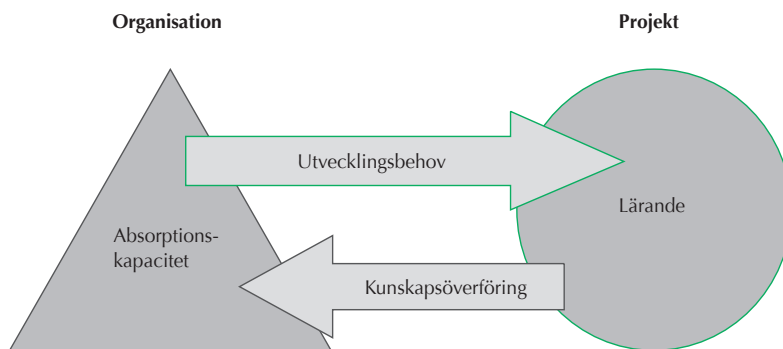 Organisation
Projekt
Utvecklingsbehov
Lärande
Absorptions-
kapacitet
Kunskapsöverföring